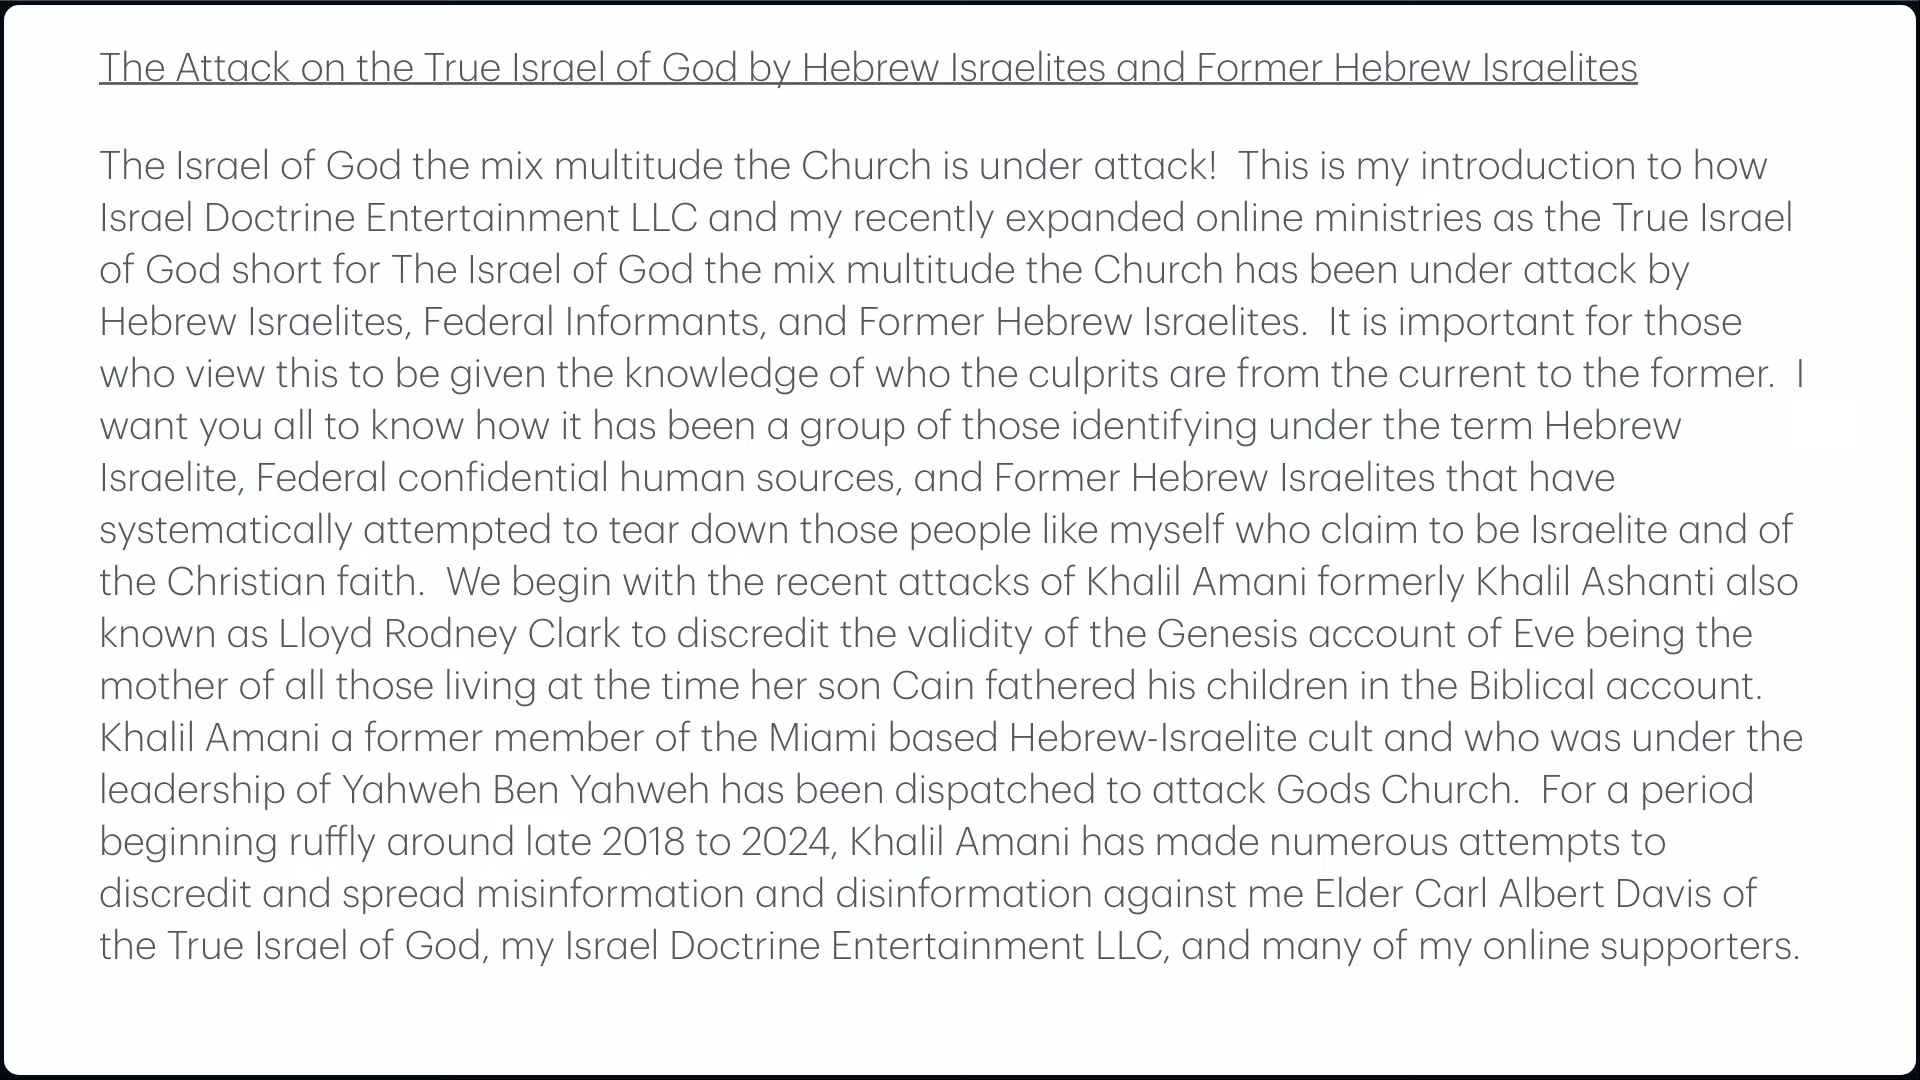 The Attack on the True Israel of God by Hebrew Israelites and Former Hebrew Israelites
The Israel of God the mix multitude the Church is under attack!  This is my introduction to how
Israel Doctrine Entertainment LLC and my recently expanded online ministries as the True Israel
of God short for The Israel of God the mix multitude the Church has been under attack by
Hebrew Israelites, Federal Informants, and Former Hebrew Israelites.  It is important for those
who view this to be given the knowledge of who the culprits are from the current to the former.  I
want you all to know how it has been a group of those identifying under the term Hebrew
Israelite, Federal confidential human sources, and Former Hebrew Israelites that have
systematically attempted to tear down those people like myself who claim to be Israelite and of
the Christian faith.  We begin with the recent attacks of Khalil Amani formerly Khalil Ashanti also
known as Lloyd Rodney Clark to discredit the validity of the Genesis account of Eve being the
mother of all those living at the time her son Cain fathered his children in the Biblical account.
Khalil Amani a former member of the Miami based Hebrew-Israelite cult and who was under the
leadership of Yahweh Ben Yahweh has been dispatched to attack Gods Church.  For a period
beginning ruffly around late 2018 to 2024, Khalil Amani has made numerous attempts to
discredit and spread misinformation and disinformation against me Elder Carl Albert Davis of
the True Israel of God, my Israel Doctrine Entertainment LLC, and many of my online supporters.